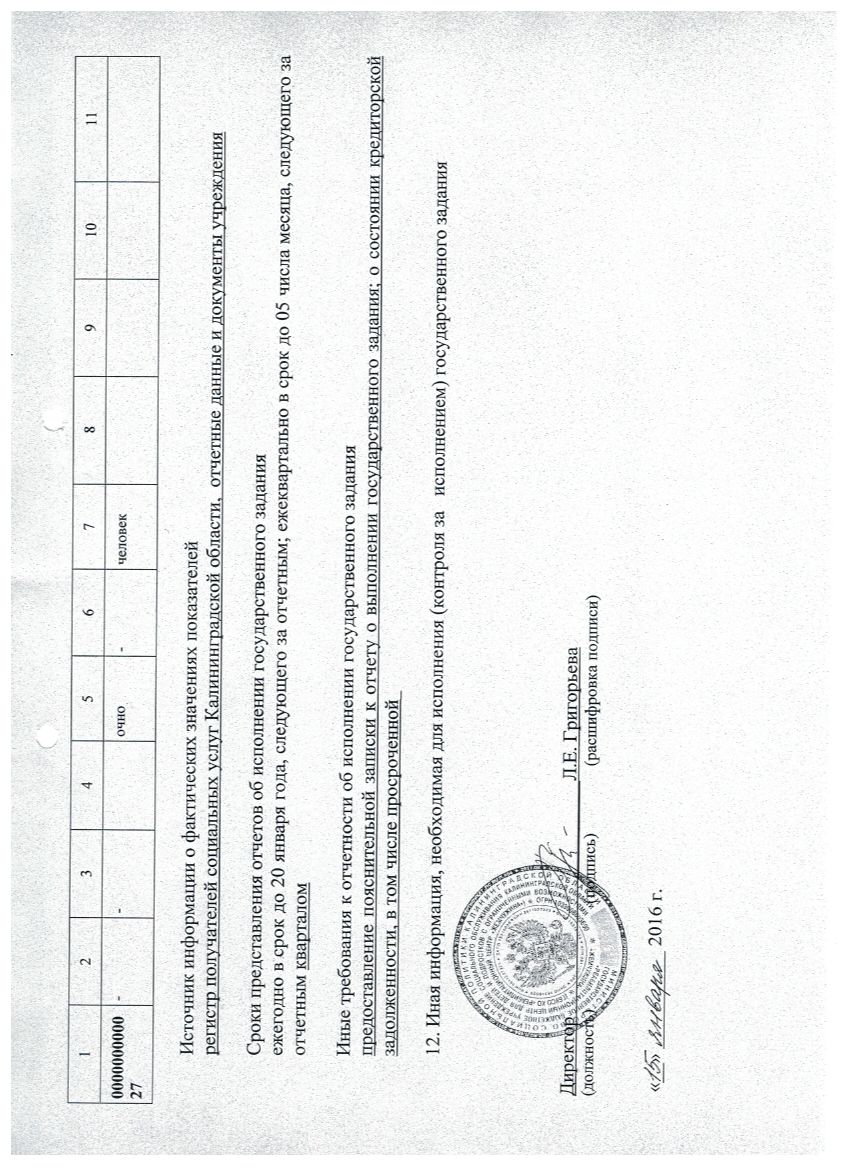 1 2 3 4 5 6 7 8 9 10 11
00000000000 - - очно - человек
27
Источник информации о фактических значениях показателей
регистр получателей социальных услуг Калининградской области, отчетные данные и документы учреждения
Сроки представления отчетов об исполнении государственного задания
ежегодно в срок до 20 января года, следующего за отчетным; ежеквартально в срок до 05 числа месяца, следующего за
отчетным кварталом
Иные требования к отчетности об исполнении государственного задания
предоставление пояснительной записки к отчету о выполнении государственного задания; о состоянии кредиторской
задолженности, в том числе просроченной
12. Иная информация, необходимая для исполнения (контроля за исполнением) государственного задания
Директор Л.Е. Григорьева
(должность) (подпись) (расшифровка подписи)
«15» января 2016 г.